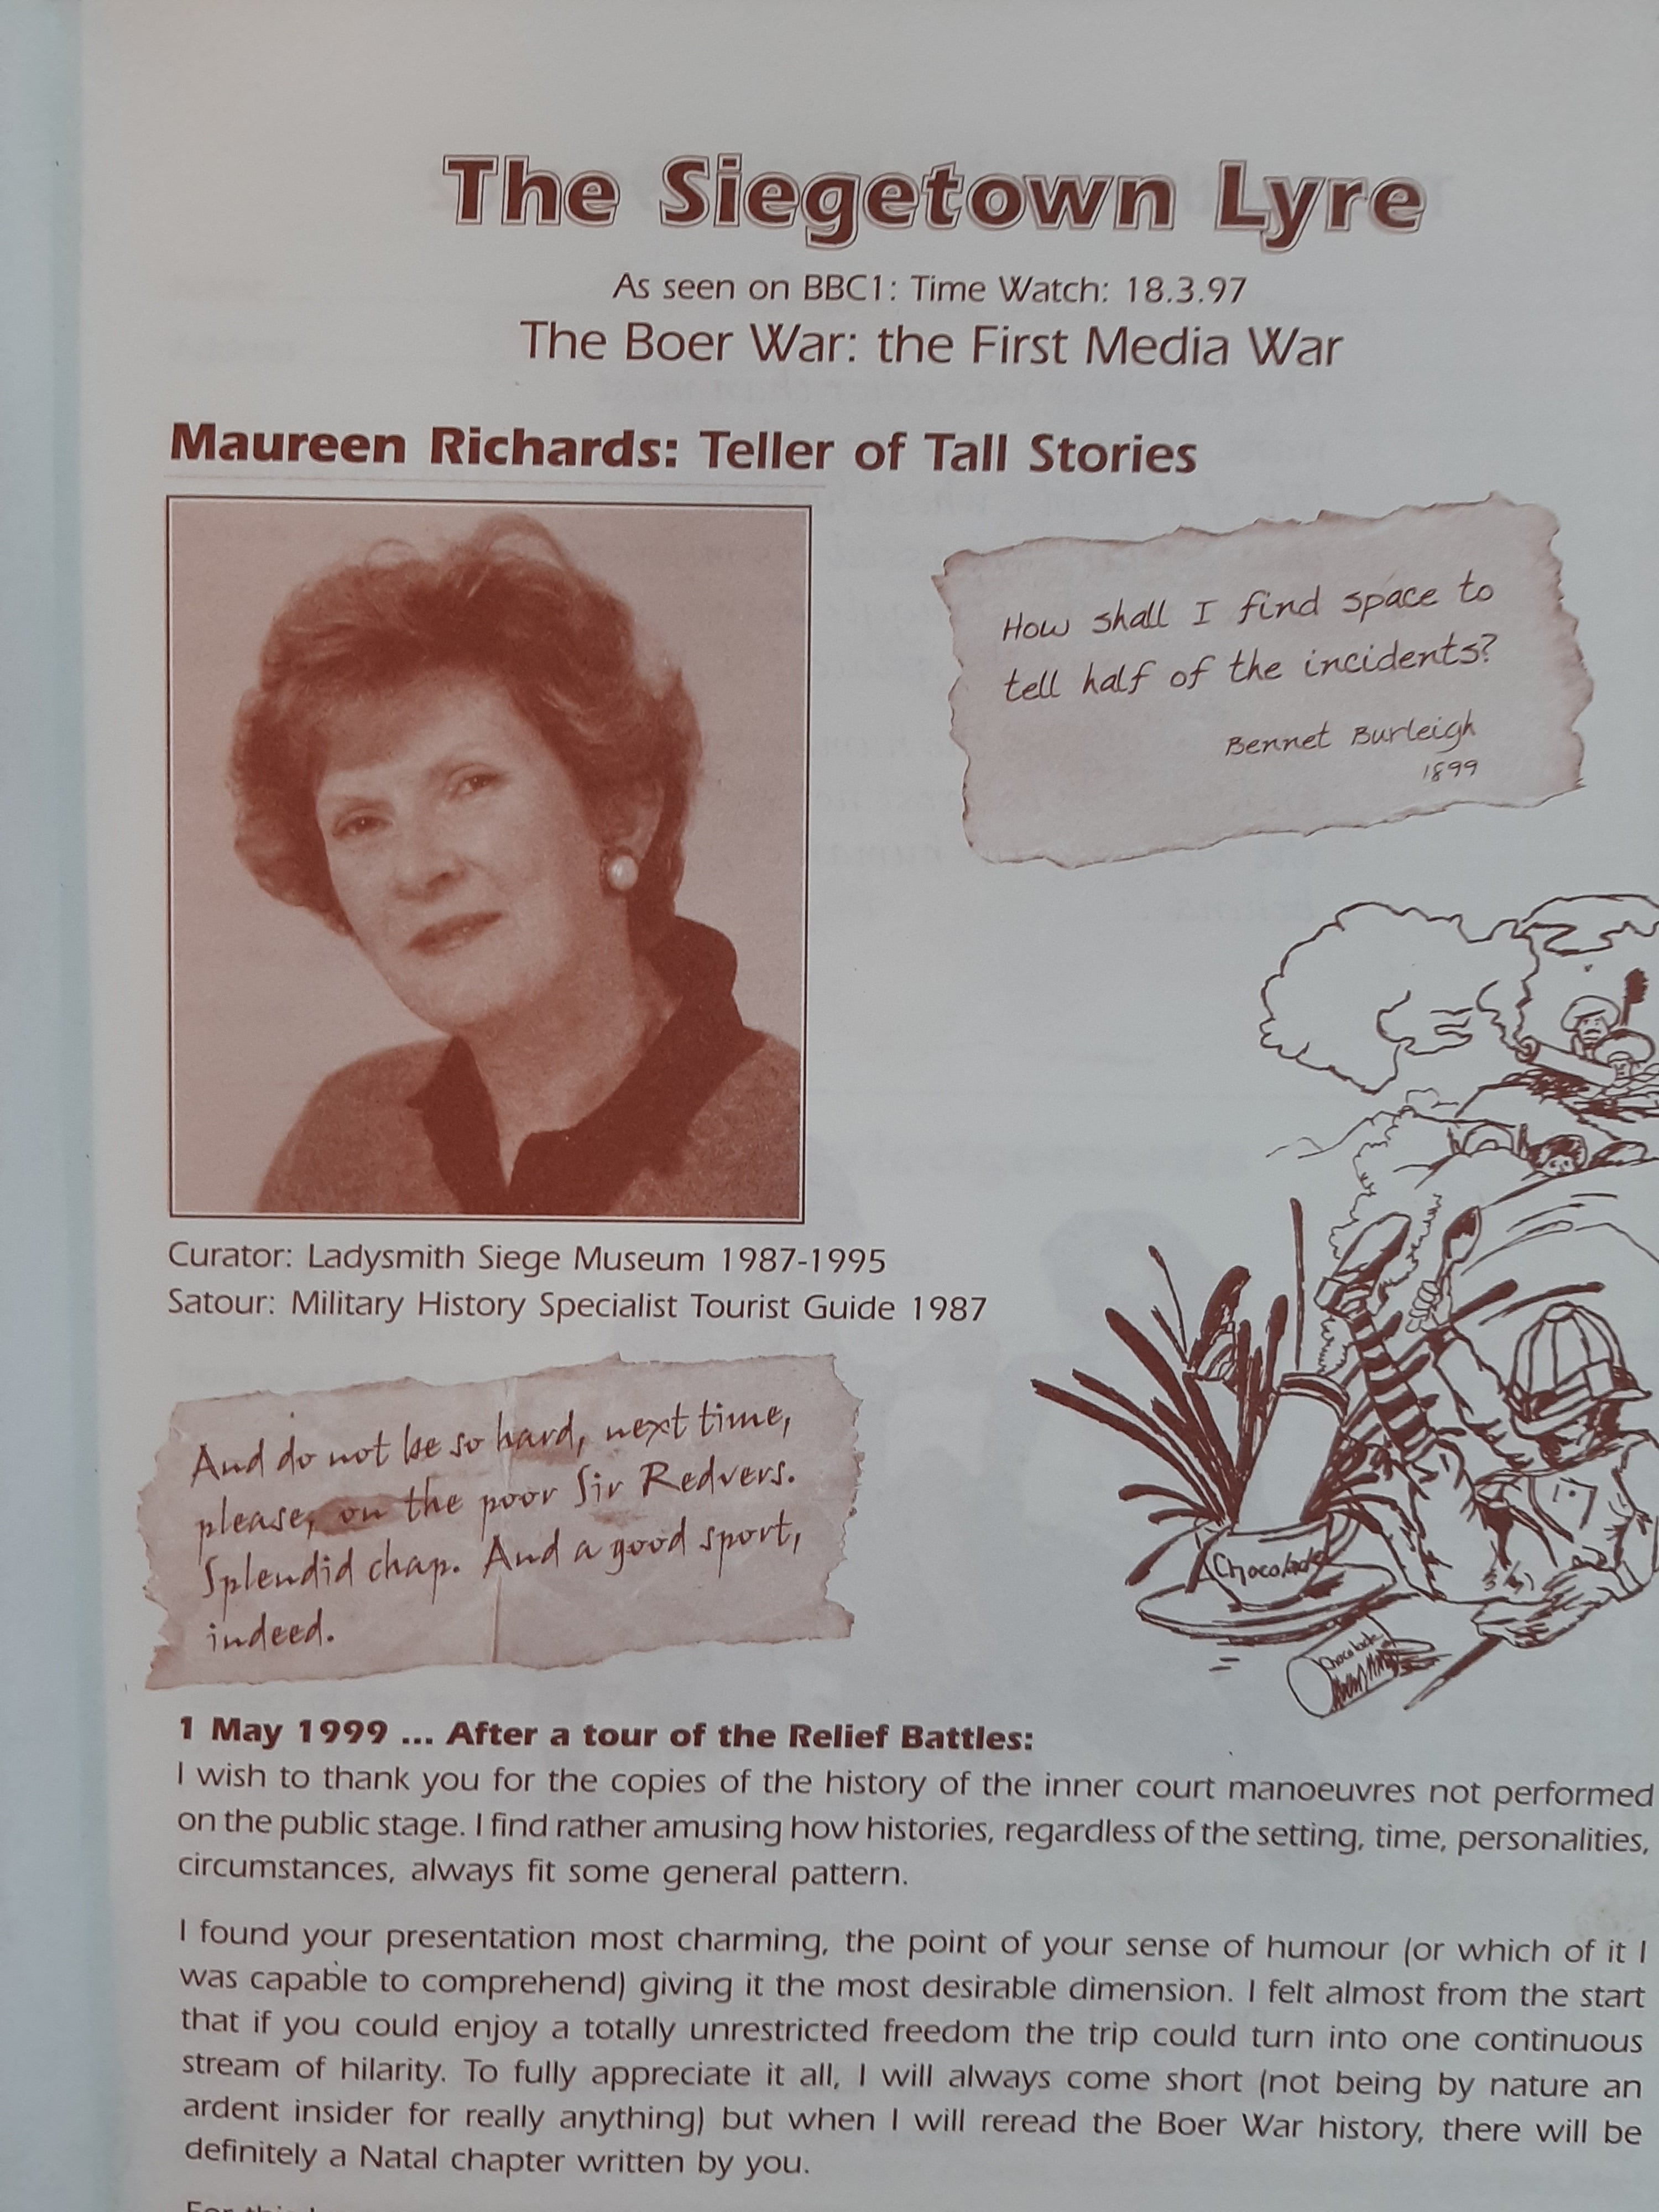 The Siegetown Lyre
As seen on BBC1: Time Watch: 18.3.97
The Boer War: the First Media War
Maureen Richards: Teller of Tall Stories
How shall I find space to
tell half of the incidents?
Bennet Burleigh
1899
Curator: Ladysmith Siege Museum 1987-1995
Satour: Military History Specialist Tourist Guide 1987
And do not be so hard, next time,
please, on the poor Sir Redvers.
Splendid chap. And a good sport,
indeed.
Chocolade
Chocolade
1 May 1999 ... After a tour of the Relief Battles:
I wish to thank you for the copies of the history of the inner court manoeuvres not performed
on the public stage. I find rather amusing how histories, regardless of the setting, time, personalities,
circumstances, always fit some general pattern.
I found your presentation most charming, the point of your sense of humour (or which of it I
was capable to comprehend) giving it the most desirable dimension. I felt almost from the start
that if you could enjoy a totally unrestricted freedom the trip could turn into one continuous
stream of hilarity. To fully appreciate it all, I will always come short (not being by nature an
ardent insider for really anything) but when I will reread the Boer War history, there will be
definitely a Natal chapter written by you.